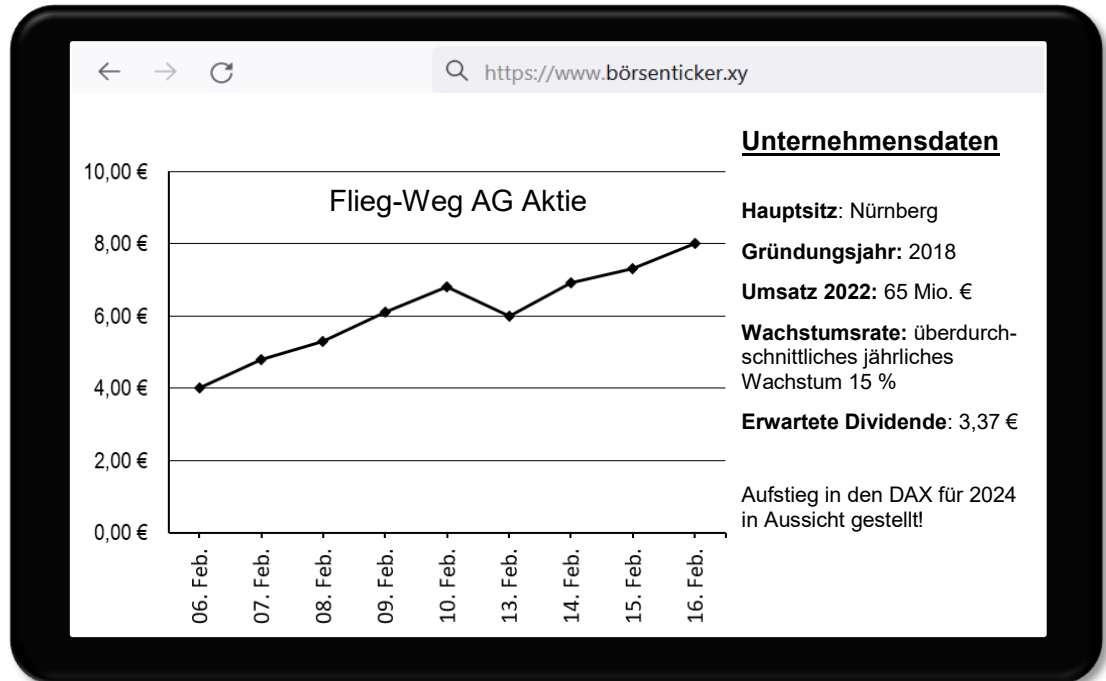 https://www.börsenticker.xy
Flieg-Weg AG Aktie
10,00 €
8,00 €
6,00 €
4,00 €
2,00 €
0,00 €
06. Feb.
07. Feb.
08. Feb.
09. Feb.
10. Feb.
13. Feb.
14. Feb.
15. Feb.
16. Feb.
Unternehmensdaten
Hauptsitz: Nürnberg
Gründungsjahr: 2018
Umsatz 2022: 65 Mio. €
Wachstumsrate: überdurch-
schnittliches jährliches
Wachstum 15 %
Erwartete Dividende: 3,37 €
Aufstieg in den DAX für 2024
in Aussicht gestellt!